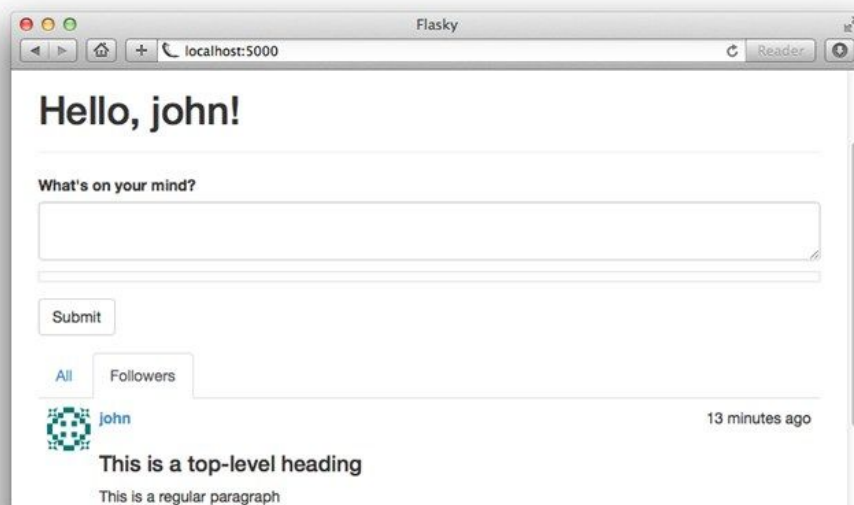 Flasky
localhost:5000
Reader
Hello, john!
What's on your mind?
Submit
All Followers
john 13 minutes ago
This is a top-level heading
This is a regular paragraph